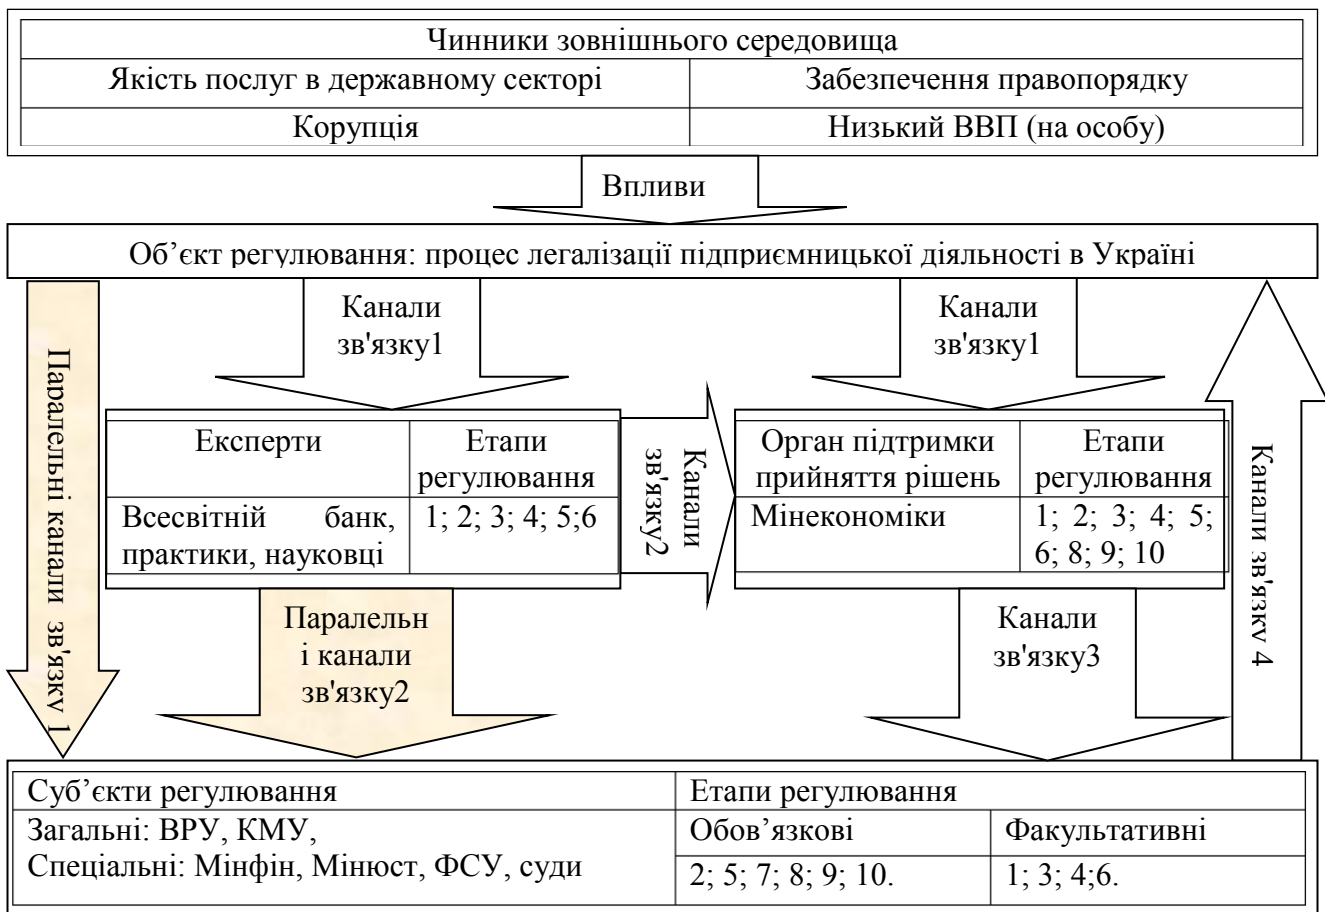 Чинники зовнішнього середовища
Якість послуг в державному секторі
Забезпечення правопорядку
Корупція
Низький ВВП (на особу)
Впливи
Об’єкт регулювання: процес легалізації підприємницької діяльності в Україні
Паралельні канали зв'язку 1
Канали
зв'язку1
Канали
зв'язку1
Експерти
Етапи
регулювання
Всесвітній банк,
практики, науковці
1; 2; 3; 4; 5;6
Канали
зв'язку2
Орган підтримки
прийняття рішень
Етапи
регулювання
Мінекономіки
1; 2; 3; 4; 5;
6; 8; 9; 10
Канали зв'язку 4
Паралельн
і канали
зв'язку2
Канали
зв'язку3
Суб’єкти регулювання
Етапи регулювання
Загальні: ВРУ, КМУ,
Спеціальні: Мінфін, Мінюст, ФСУ, суди
Обов’язкові
Факультативні
2; 5; 7; 8; 9; 10.
1; 3; 4;6.